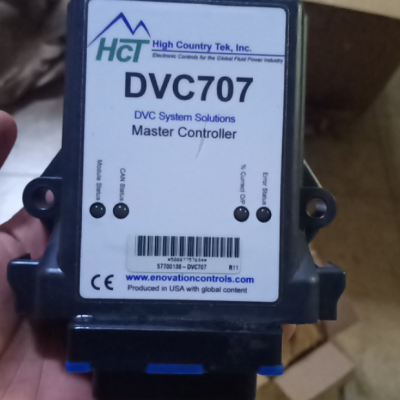 HCT High Country Tek, Inc.
Electronic Controls for the Global Fluid Power Industry
DVC707
DVC System Solutions
Master Controller
Module Status
CAN Status
% Current O/P
Error Status
57700108 - DVC707 R11
www.enovationcontrols.com
Produced in USA with global content
CE